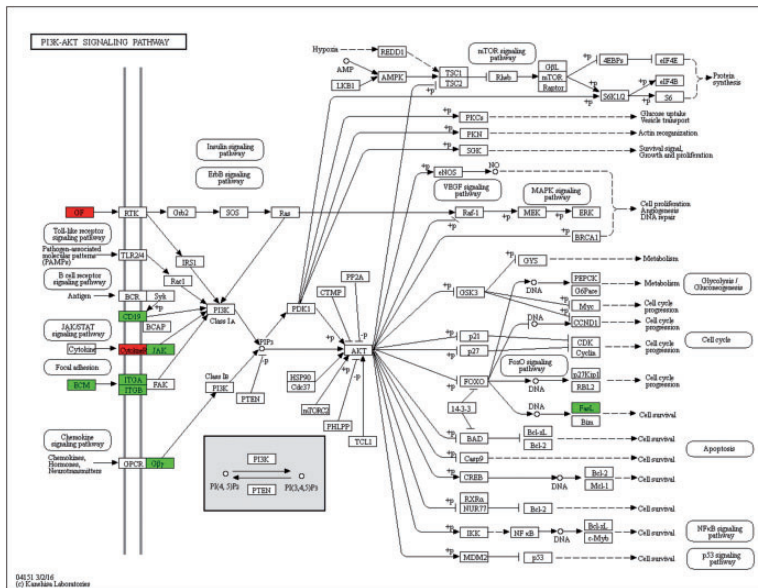 PI3K-AKT SIGNALING PATHWAY
Hypoxia
REDD1
AMP
LKB1
AMPK
TSC1
TSC2
Rheb
mTOR signaling
pathway
GβL
mTOR
Raptor
4EBPs
eIF4E
S6K1/2
eIF4B
S6
Protein
synthesis
PKCs
Glucose uptake
Vesicle transport
PKN
Actin reorganization
SGK
Survival signal,
Growth and proliferation
Insulin signaling
pathway
ErbB signaling
pathway
eNOS
NO
VEGF signaling
pathway
MAPK signaling
pathway
Cell proliferation
Angiogenesis
DNA repair
GF
RTK
Grb2
SOS
Ras
Raf-1
MEK
ERK
BRCA1
Toll-like receptor
signaling pathway
Pathogen-associated
molecular patterns
(PAMPs)
TLR2/4
IRS1
Rac1
B cell receptor
signaling pathway
Antigen
BCR
Syk
CD19
BCAP
PI3K
Class IA
PDK1
CTMP
PP2A
GSK3
GYS
Metabolism
DNA
PEPCK
G6Pase
Metabolism
Glycolysis /
Gluconeogenesis
Myc
Cell cycle
progression
DNA
CCND1
Cell cycle
progression
JAK/STAT
signaling pathway
Cytokine
CytokineR
JAK
PIP3
AKT
p21
p27
CDK
Cyclin
Cell cycle
progression
Cell cycle
Focal adhesion
ECM
ITGA
ITGB
FAK
Class IB
PI3K
PTEN
HSP90
Cdc37
mTORC2
PHLPP
TCL1
FOXO
FoxO signaling
pathway
DNA
p27Kip1
RBL2
Cell cycle
progression
14-3-3
DNA
FasL
Bim
Cell survival
BAD
Bcl-xL
Bcl-2
Cell survival
Apoptosis
Casp9
Cell survival
Chemokine
signaling pathway
Chemokines,
Hormones,
Neurotransmitters
GPCR
Gβγ
PI3K
PI(4, 5)P2
PI(3,4,5)P3
PTEN
CREB
DNA
Bcl-2
Mcl-1
Cell survival
RXRα
NUR77
Bcl-2
Cell survival
IKK
NFκB
DNA
Bcl-xL
c-Myb
Cell survival
NFκB signaling
pathway
MDM2
p53
p53 signaling
pathway
04151 3/2/16
(c) Kanehisa Laboratories